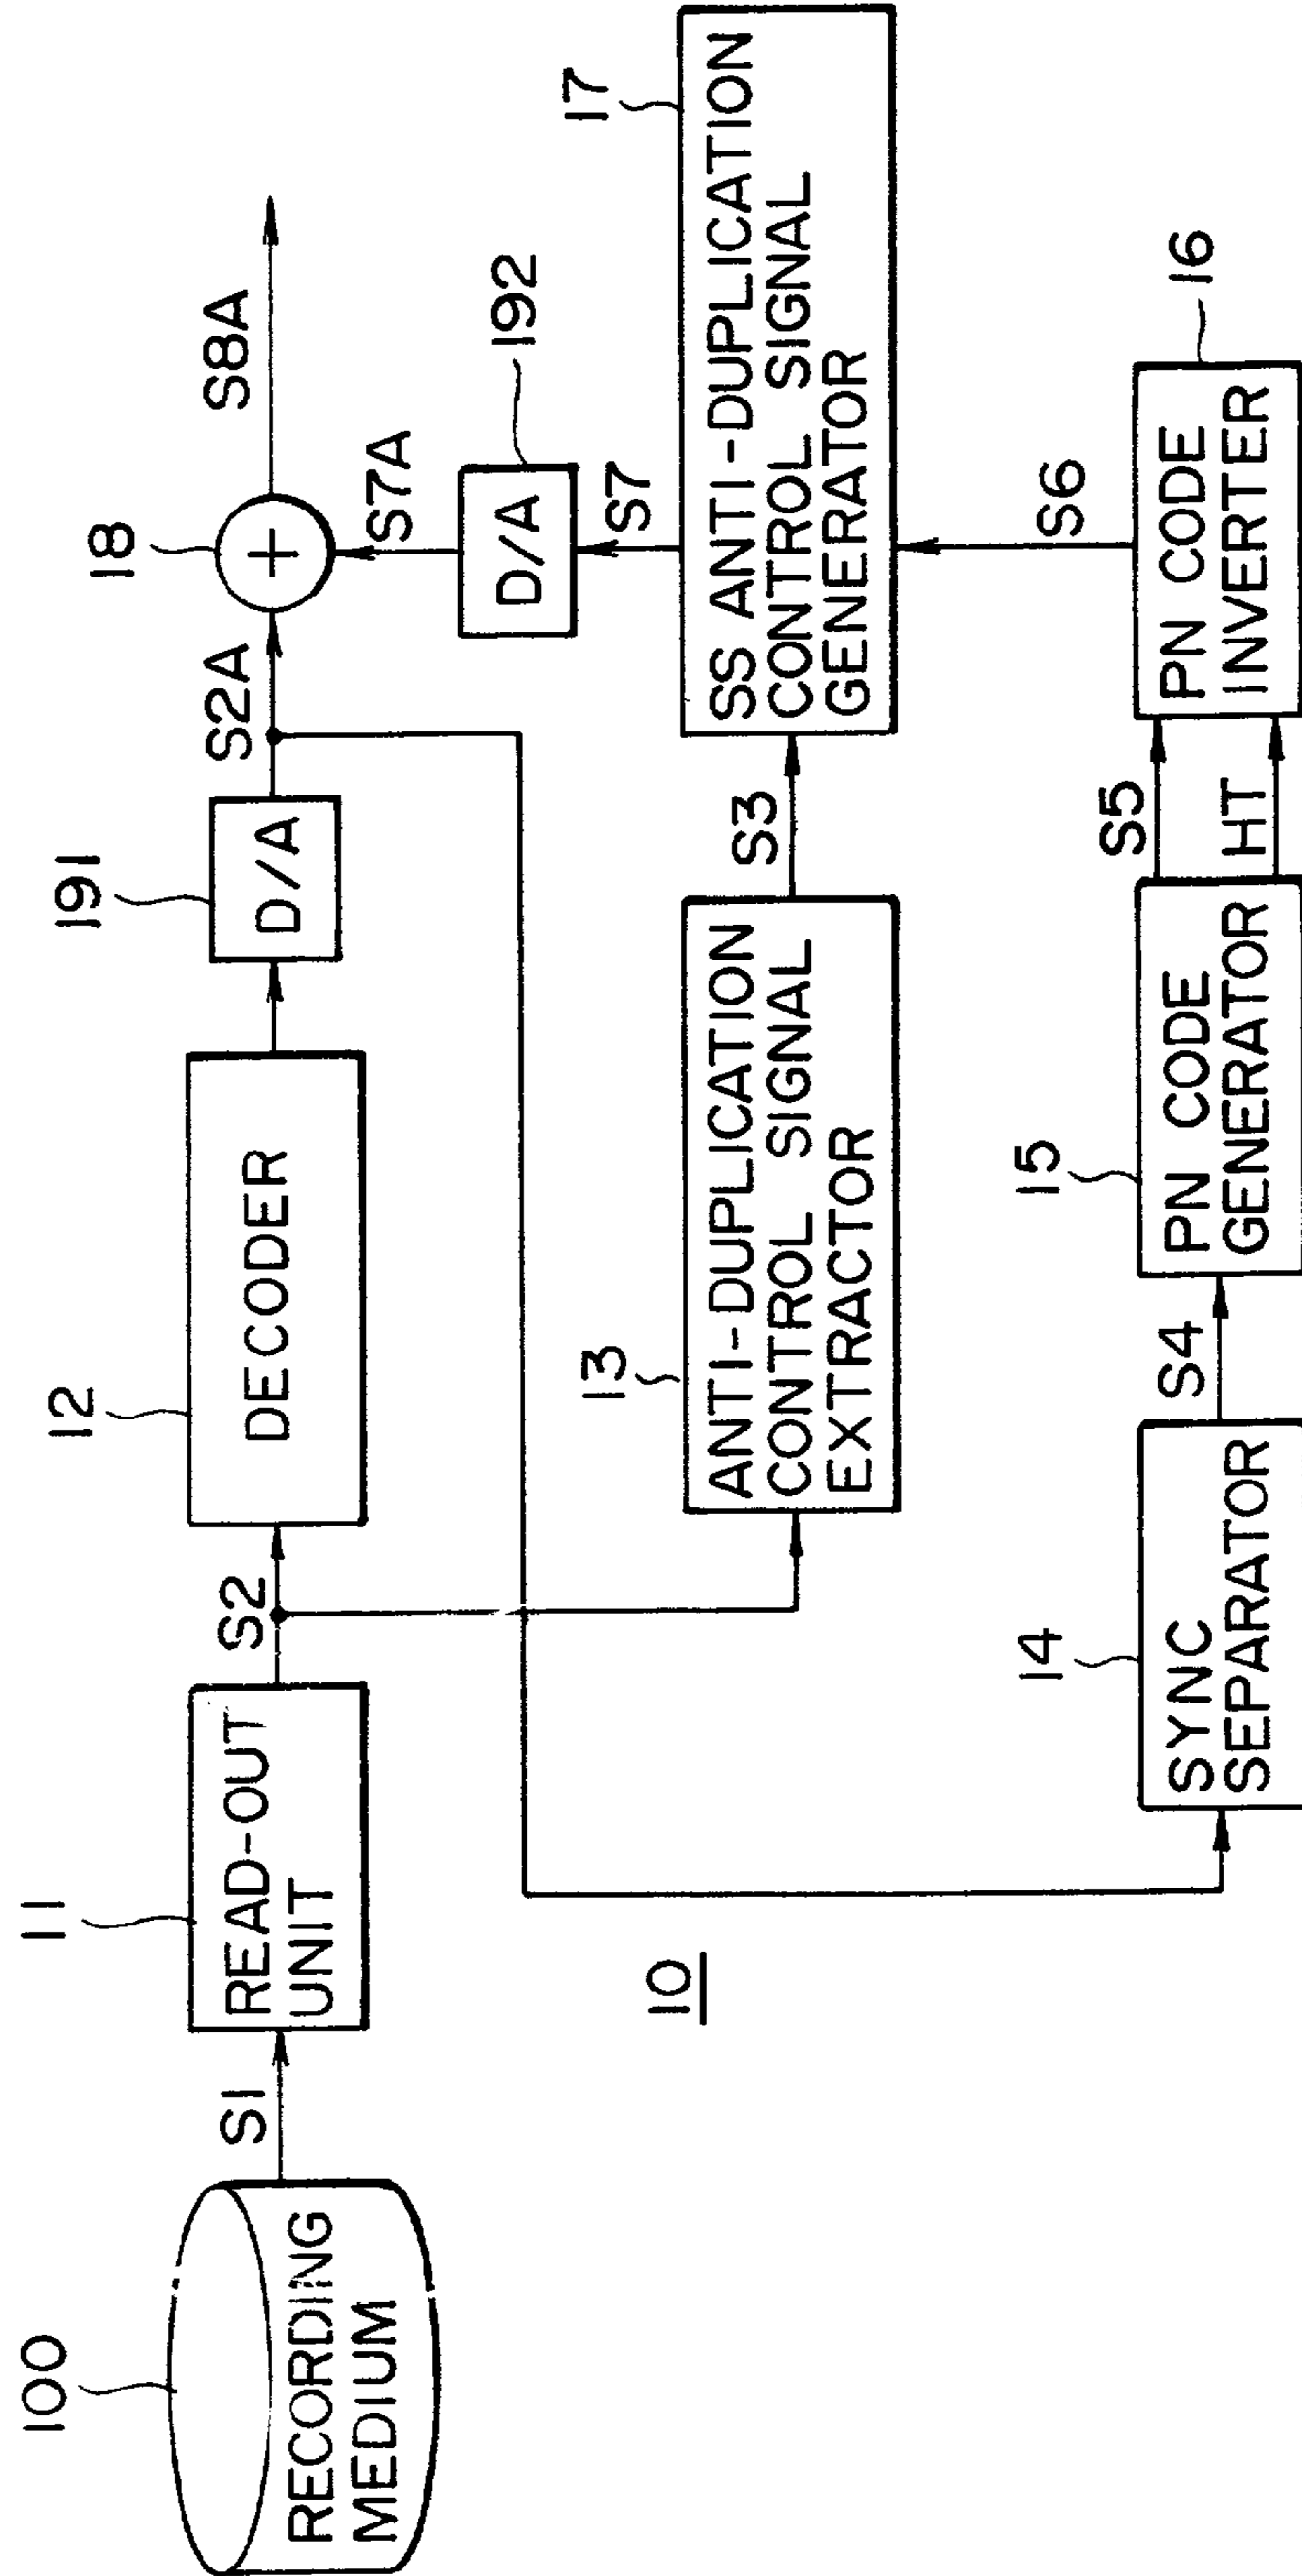 100
RECORDING
MEDIUM
S1
11
READ-OUT
UNIT
S2
12
DECODER
191
D/A
S2A
18
+
S8A
S7A
192
D/A
S7
17
SS ANTI-DUPLICATION
CONTROL SIGNAL
GENERATOR
13
ANTI-DUPLICATION
CONTROL SIGNAL
EXTRACTOR
S3
10
14
SYNC
SEPARATOR
S4
15
PN CODE
GENERATOR
S5
HT
16
PN CODE
INVERTER
S6